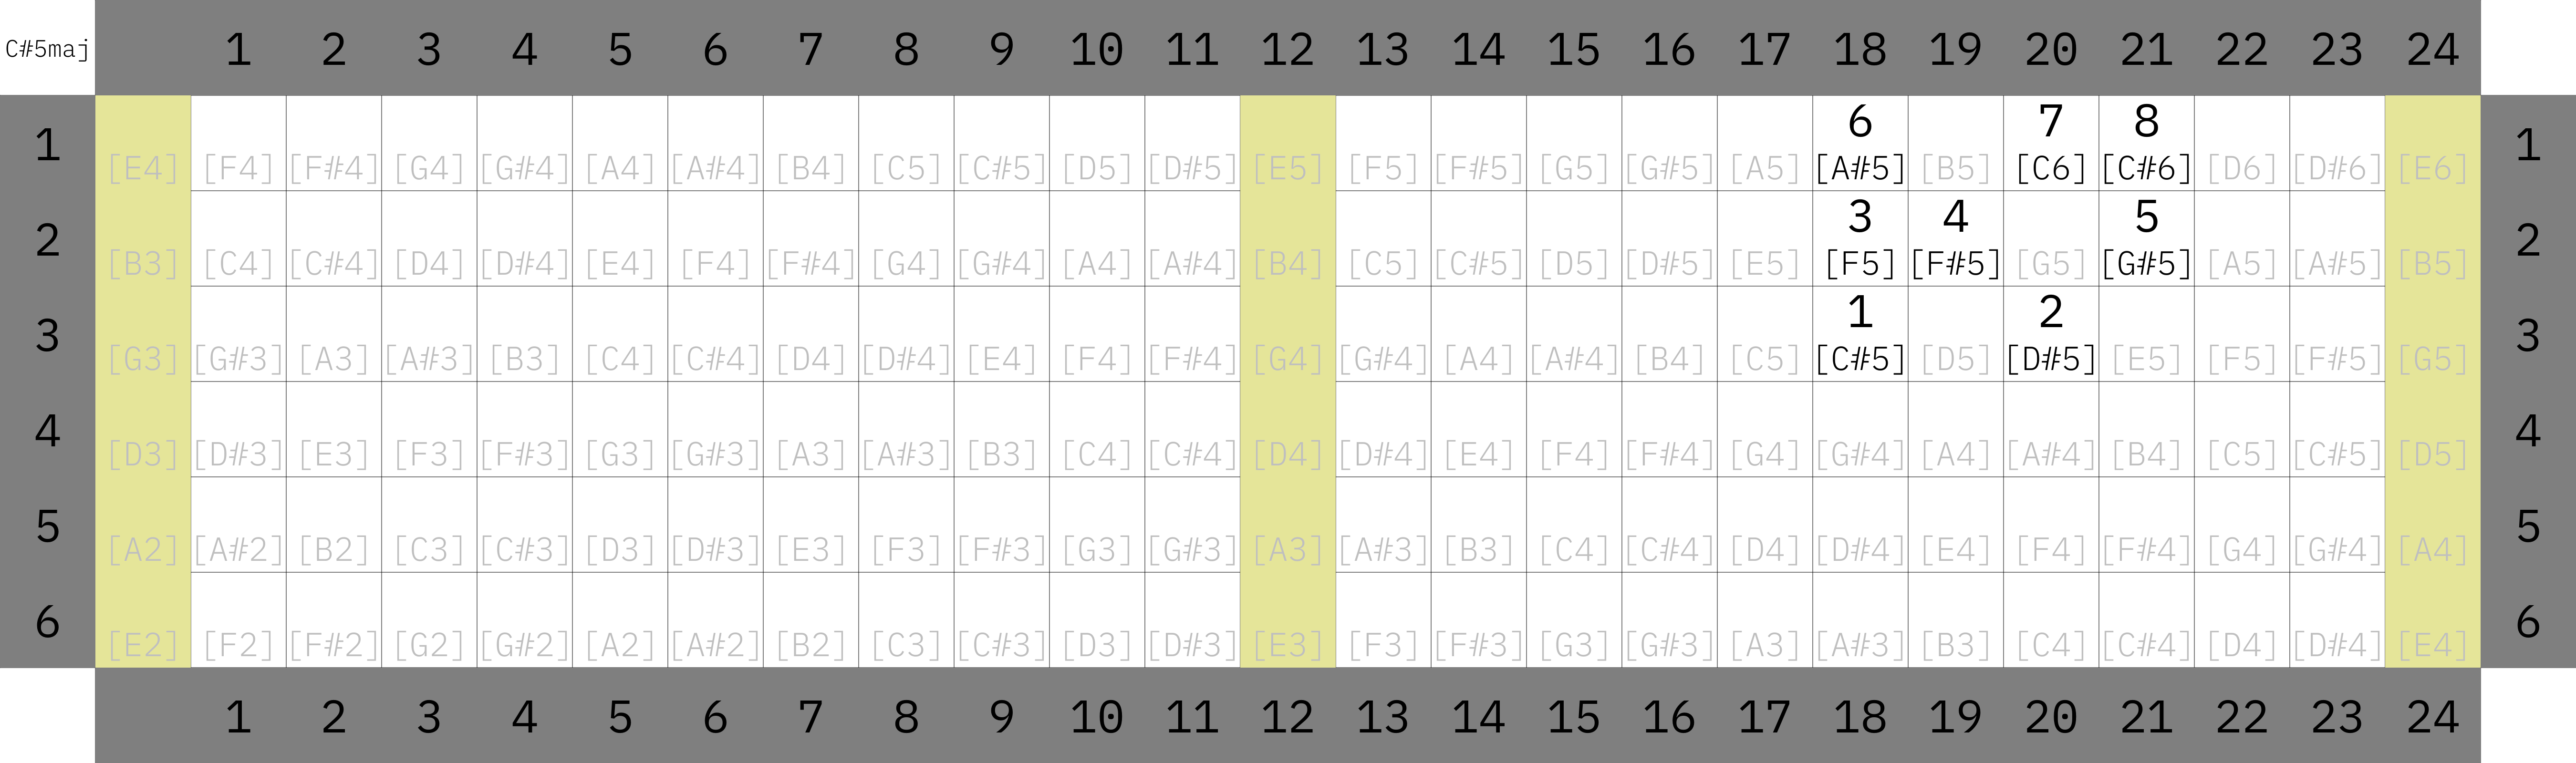 C#5maj 1 2 3 4 5 6 7 8 9 10 11 12 13 14 15 16 17 18 19 20 21 22 23 24
6 7 8
1 [E4] [F4] [F#4] [G4] [G#4] [A4] [A#4] [B4] [C5] [C#5] [D5] [D#5] [E5] [F5] [F#5] [G5] [G#5] [A5] [A#5] [B5] [C6] [C#6] [D6] [D#6] [E6] 1
3 4 5
2 [B3] [C4] [C#4] [D4] [D#4] [E4] [F4] [F#4] [G4] [G#4] [A4] [A#4] [B4] [C5] [C#5] [D5] [D#5] [E5] [F5] [F#5] [G5] [G#5] [A5] [A#5] [B5] 2
1 2
3 [G3] [G#3] [A3] [A#3] [B3] [C4] [C#4] [D4] [D#4] [E4] [F4] [F#4] [G4] [G#4] [A4] [A#4] [B4] [C5] [C#5] [D5] [D#5] [E5] [F5] [F#5] [G5] 3
4 [D3] [D#3] [E3] [F3] [F#3] [G3] [G#3] [A3] [A#3] [B3] [C4] [C#4] [D4] [D#4] [E4] [F4] [F#4] [G4] [G#4] [A4] [A#4] [B4] [C5] [C#5] [D5] 4
5 [A2] [A#2] [B2] [C3] [C#3] [D3] [D#3] [E3] [F3] [F#3] [G3] [G#3] [A3] [A#3] [B3] [C4] [C#4] [D4] [D#4] [E4] [F4] [F#4] [G4] [G#4] [A4] 5
6 [E2] [F2] [F#2] [G2] [G#2] [A2] [A#2] [B2] [C3] [C#3] [D3] [D#3] [E3] [F3] [F#3] [G3] [G#3] [A3] [A#3] [B3] [C4] [C#4] [D4] [D#4] [E4] 6
1 2 3 4 5 6 7 8 9 10 11 12 13 14 15 16 17 18 19 20 21 22 23 24